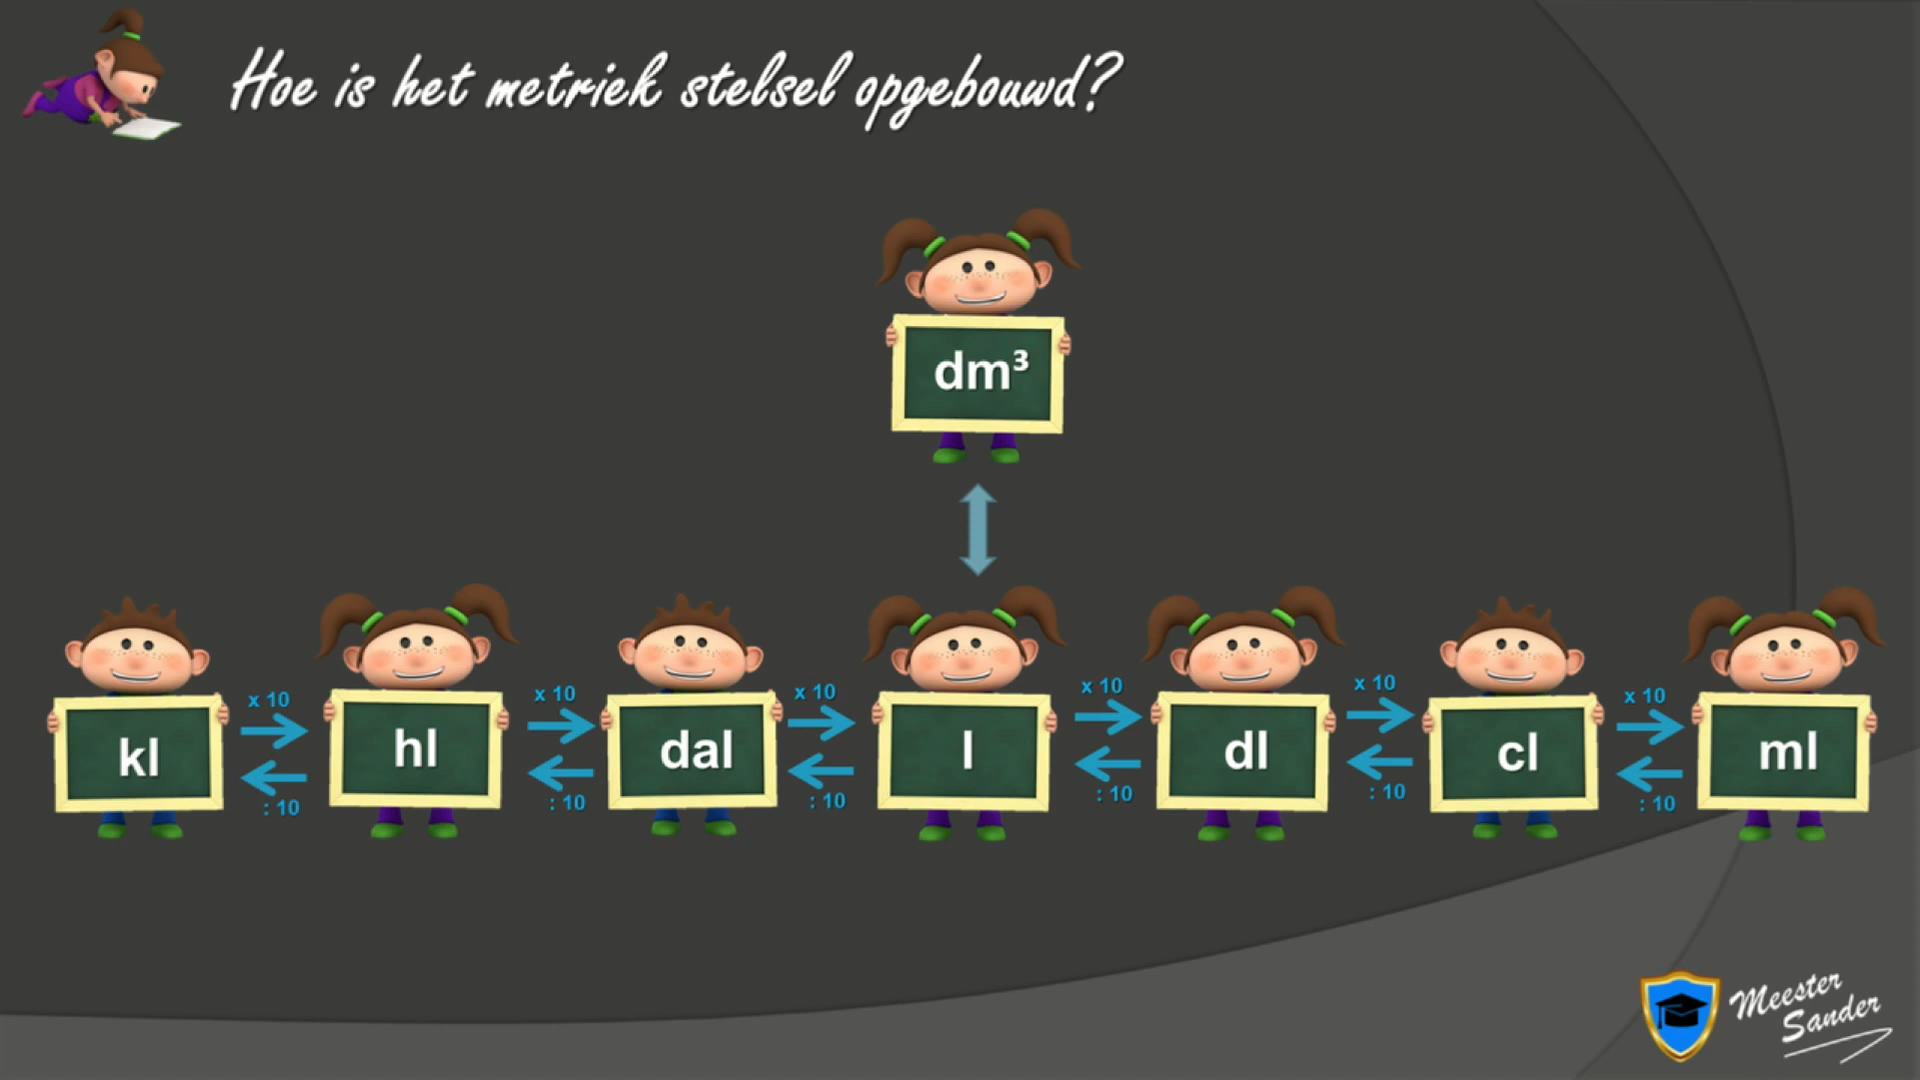 Hoe is het metriek stelsel opgebouwd?
dm³
x 10 x 10 x 10 x 10 x 10 x 10
kl hl dal l dl cl ml
: 10 : 10 : 10 : 10 : 10 : 10
Meester
Sander